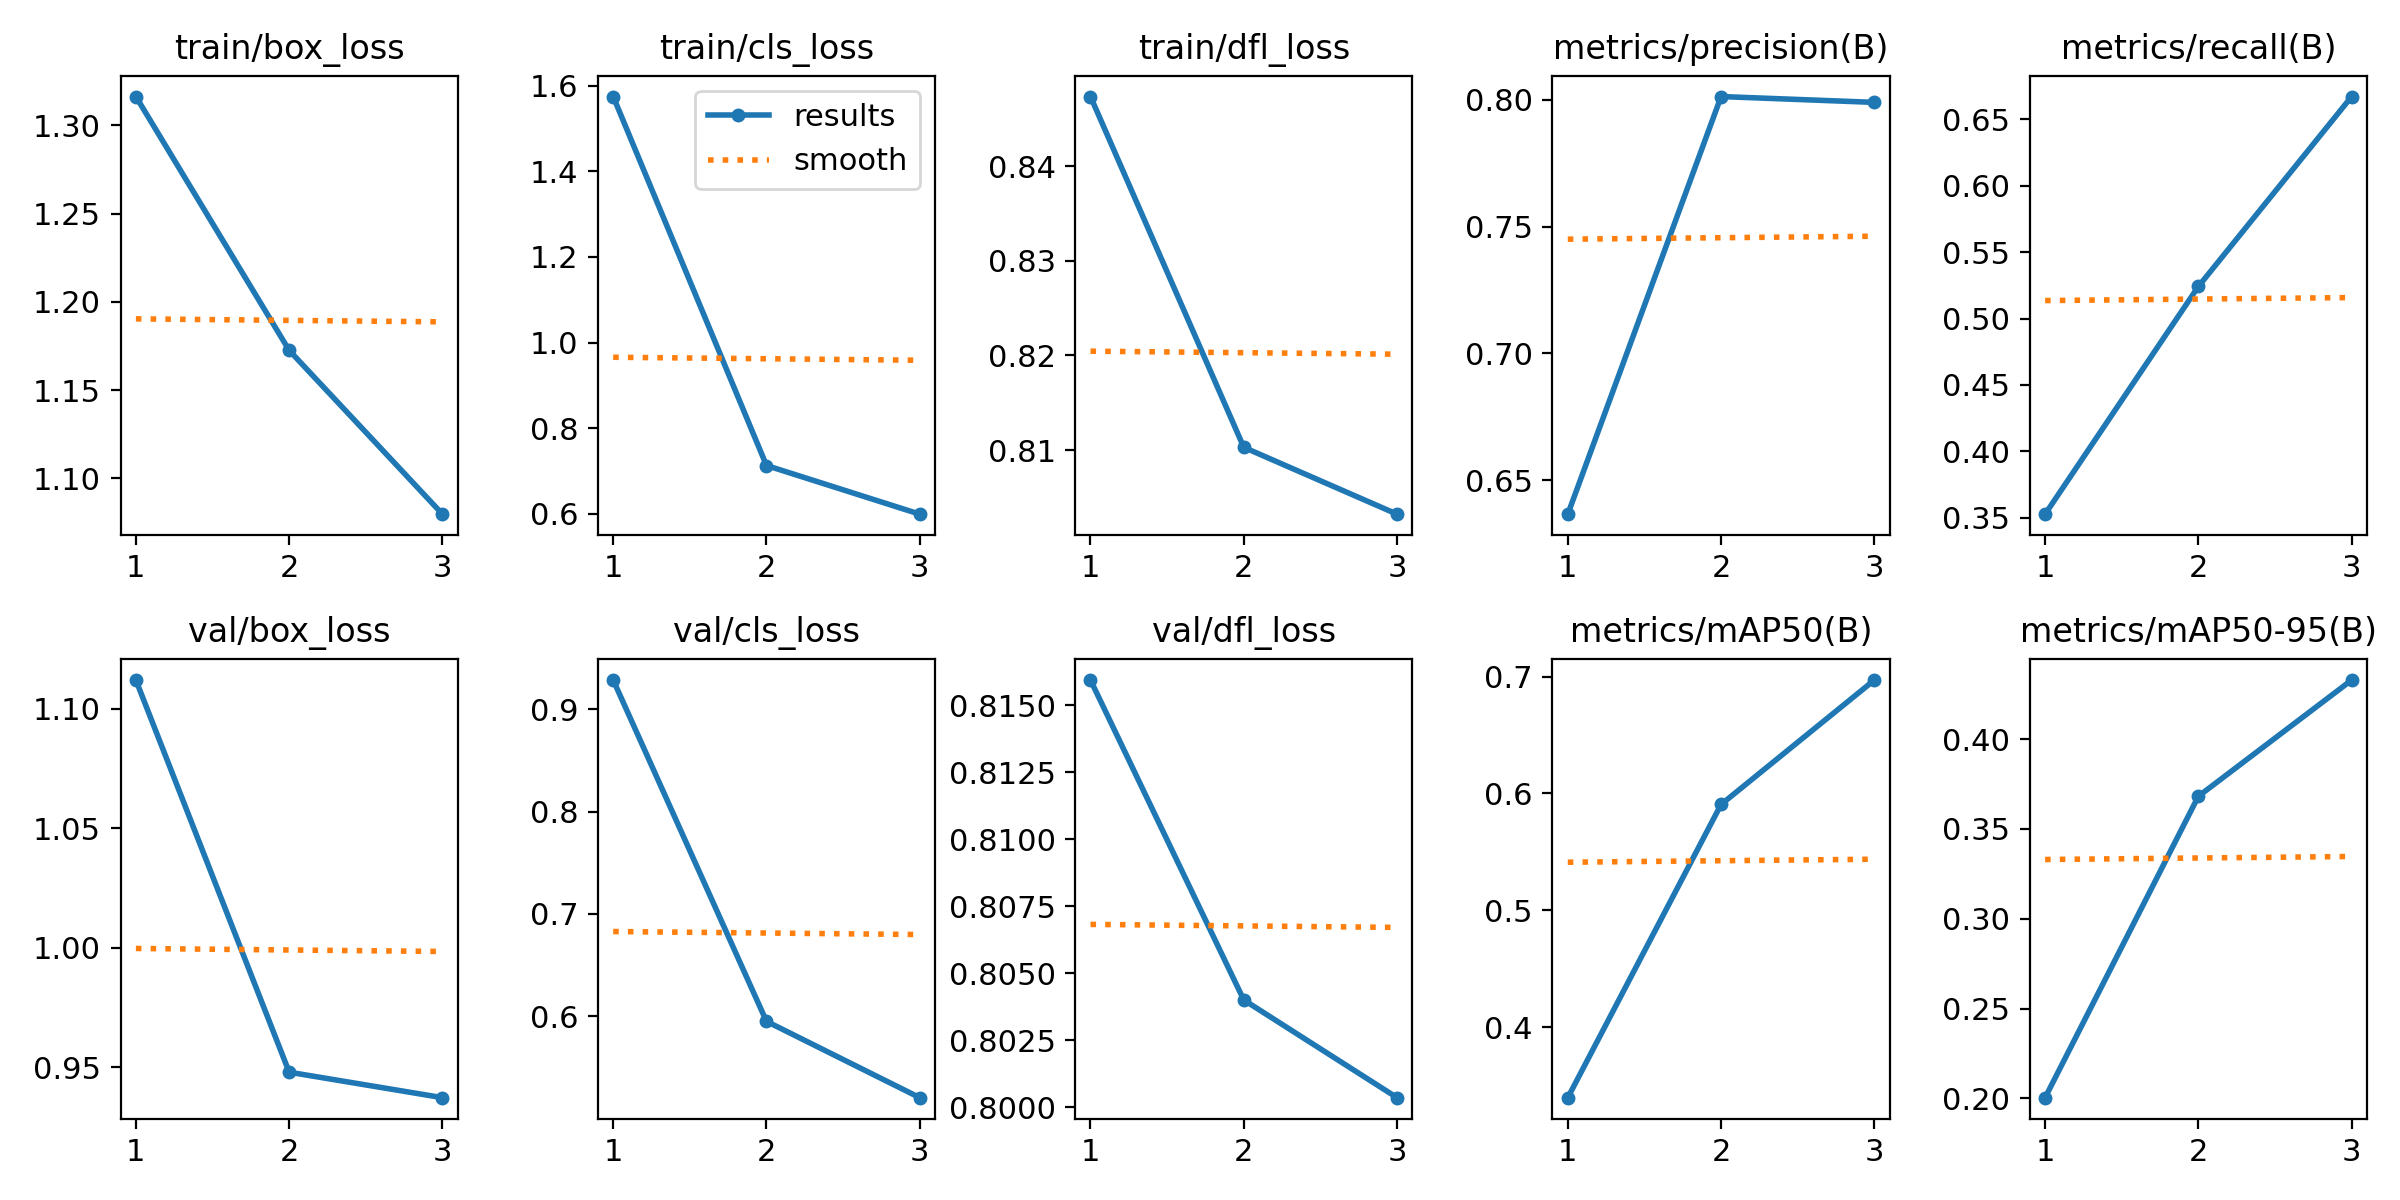 train/box_loss
1.30
1.25
1.20
1.15
1.10
1 2 3
train/cls_loss
1.6
1.4
1.2
1.0
0.8
0.6
results
smooth
1 2 3
train/dfl_loss
0.84
0.83
0.82
0.81
1 2 3
metrics/precision(B)
0.80
0.75
0.70
0.65
1 2 3
metrics/recall(B)
0.65
0.60
0.55
0.50
0.45
0.40
0.35
1 2 3
val/box_loss
1.10
1.05
1.00
0.95
1 2 3
val/cls_loss
0.9
0.8
0.7
0.6
1 2 3
val/dfl_loss
0.8150
0.8125
0.8100
0.8075
0.8050
0.8025
0.8000
1 2 3
metrics/mAP50(B)
0.7
0.6
0.5
0.4
1 2 3
metrics/mAP50-95(B)
0.40
0.35
0.30
0.25
0.20
1 2 3